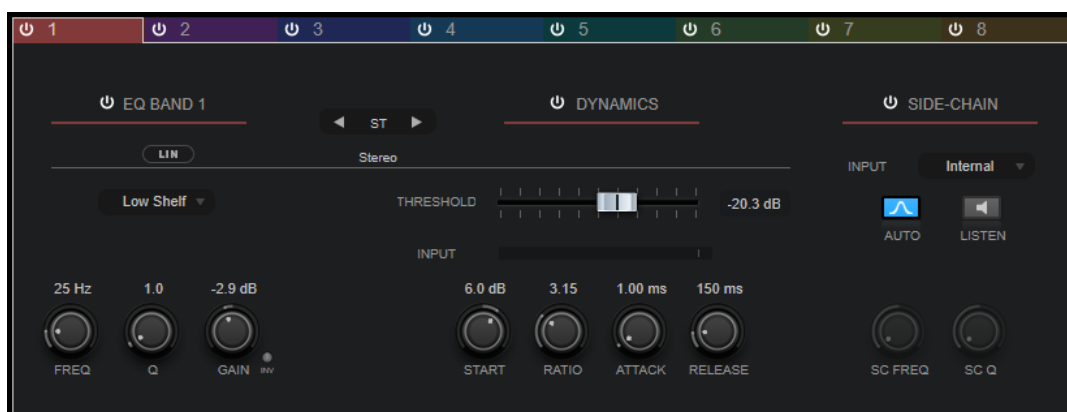 1 2 3 4 5 6 7 8
EQ BAND 1 DYNAMICS SIDE-CHAIN
ST
LIN Stereo
INPUT Internal
Low Shelf THRESHOLD -20.3 dB
AUTO LISTEN
INPUT
25 Hz 1.0 -2.9 dB 6.0 dB 3.15 1.00 ms 150 ms
FREQ Q GAIN INV START RATIO ATTACK RELEASE SC FREQ SC Q